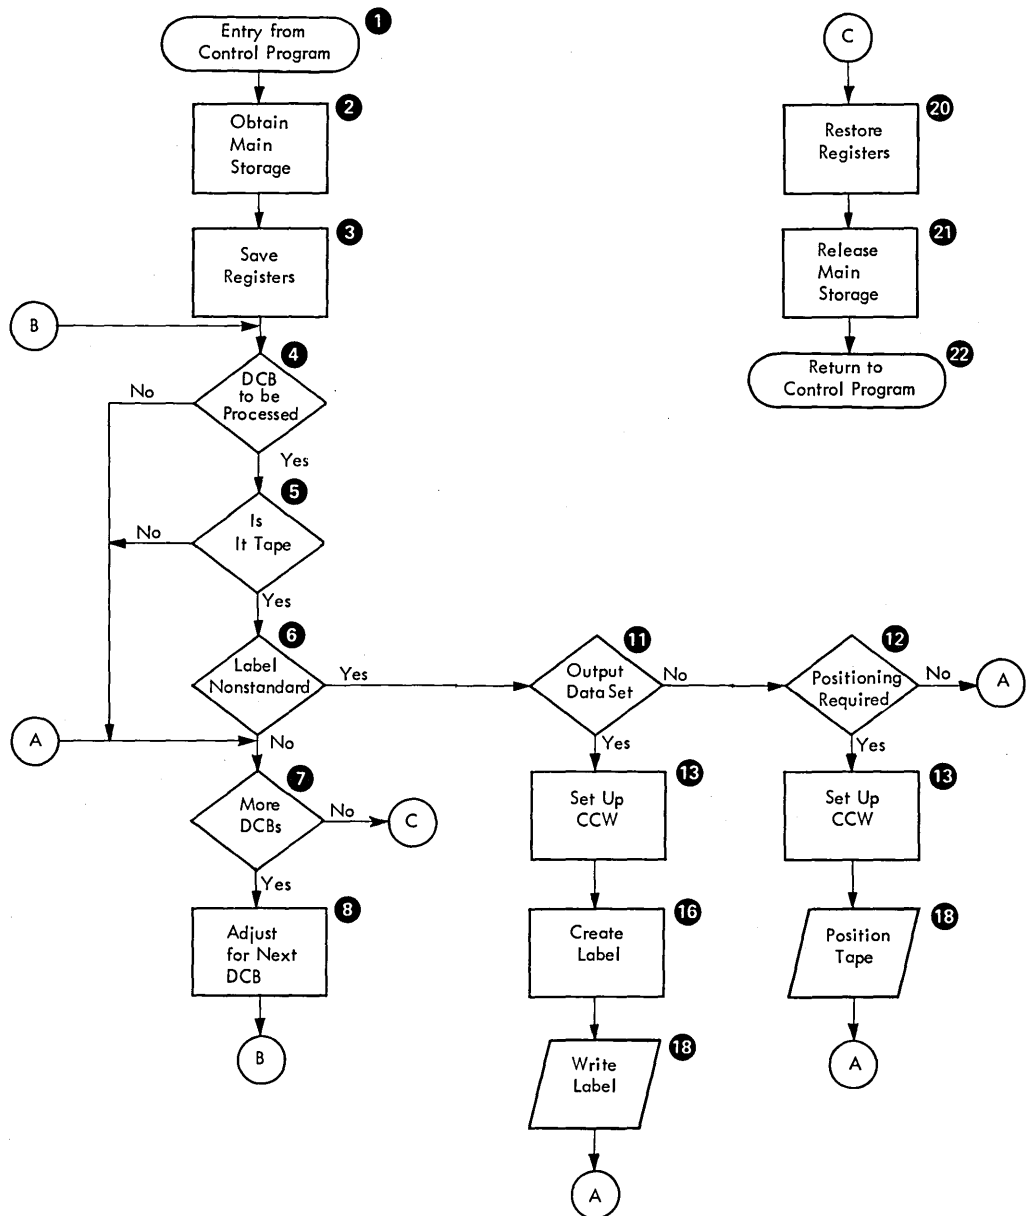 1
Entry from
Control Program
2
Obtain
Main
Storage
3
Save
Registers
B
4
DCB
to be
Processed
No
Yes
5
Is
It Tape
No
Yes
6
Label
Nonstandard
Yes
No
A
7
More
DCBs
No
C
Yes
8
Adjust
for Next
DCB
B
11
Output
Data Set
No
Yes
13
Set Up
CCW
16
Create
Label
18
Write
Label
A
12
Positioning
Required
No
A
Yes
13
Set Up
CCW
18
Position
Tape
A
C
20
Restore
Registers
21
Release
Main
Storage
22
Return to
Control Program